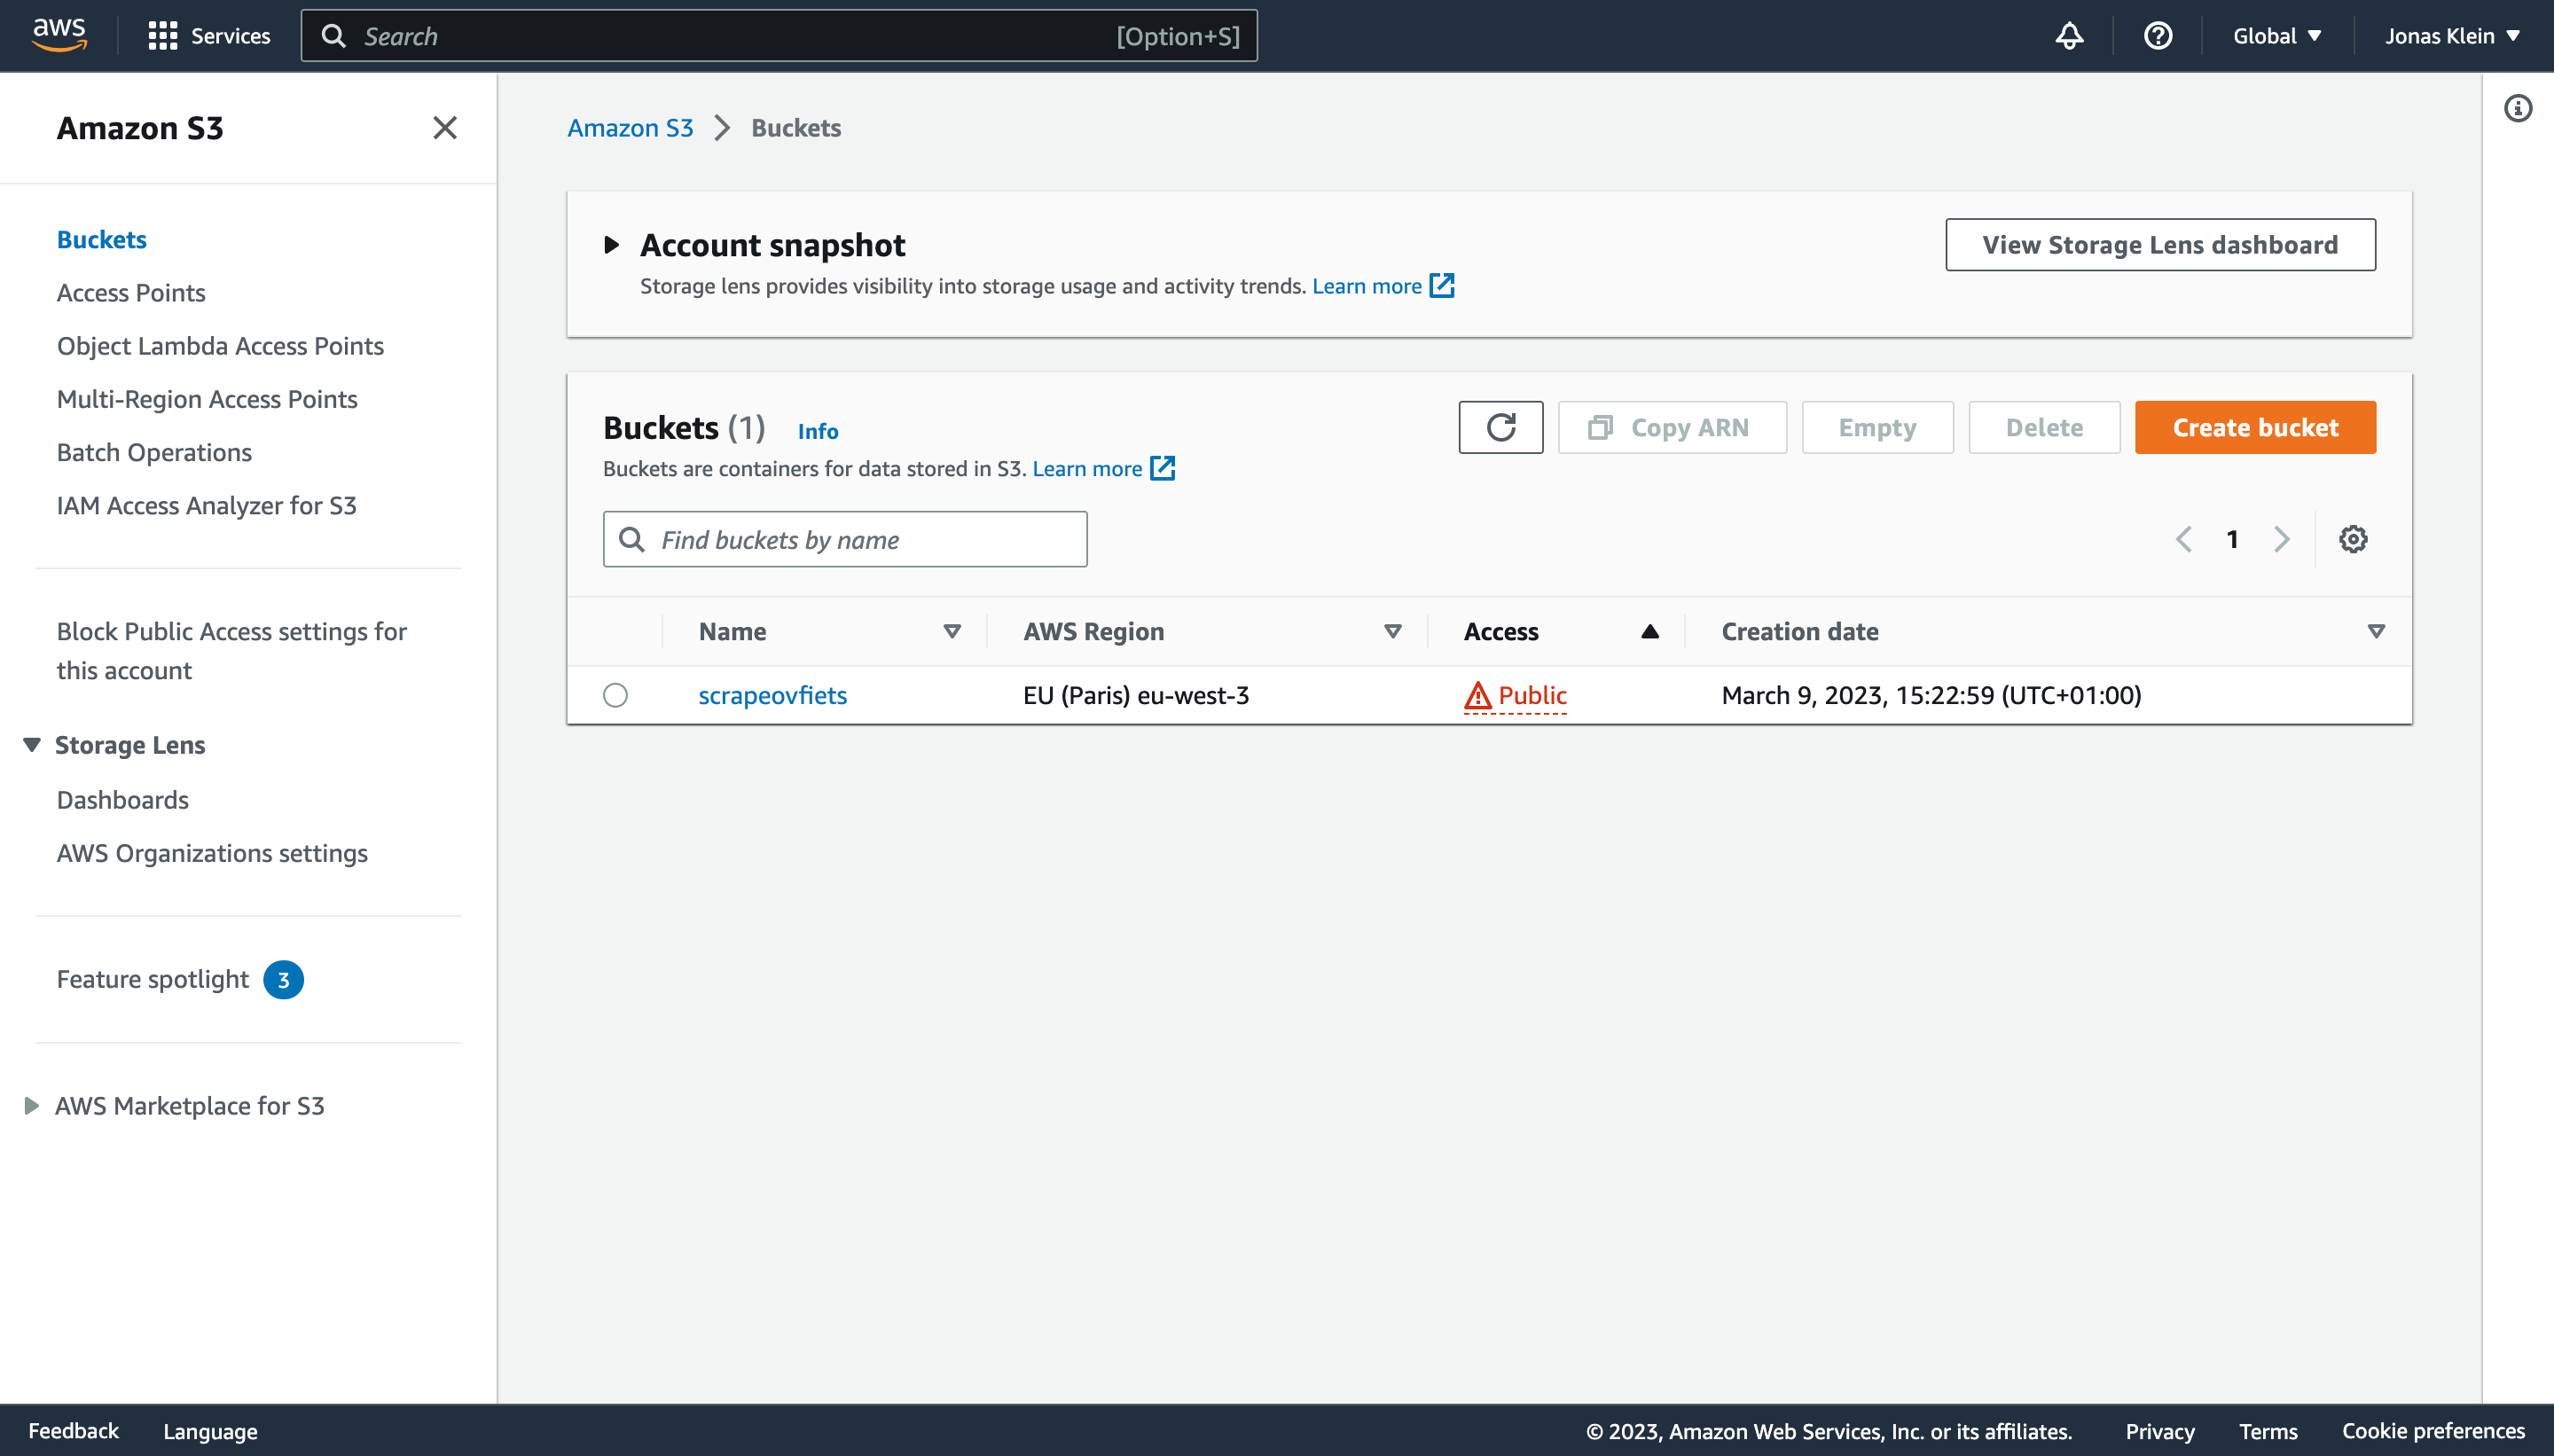 aws
Services
Search
[Option+S]
Global
Jonas Klein
Amazon S3
Buckets
Access Points
Object Lambda Access Points
Multi-Region Access Points
Batch Operations
IAM Access Analyzer for S3
Block Public Access settings for
this account
Storage Lens
Dashboards
AWS Organizations settings
Feature spotlight 3
AWS Marketplace for S3
Amazon S3 > Buckets
Account snapshot
View Storage Lens dashboard
Storage lens provides visibility into storage usage and activity trends. Learn more
Buckets (1) Info
Copy ARN
Empty
Delete
Create bucket
Buckets are containers for data stored in S3. Learn more
Find buckets by name
1
Name AWS Region Access Creation date
scrapeovfiets EU (Paris) eu-west-3 Public March 9, 2023, 15:22:59 (UTC+01:00)
Feedback Language © 2023, Amazon Web Services, Inc. or its affiliates. Privacy Terms Cookie preferences